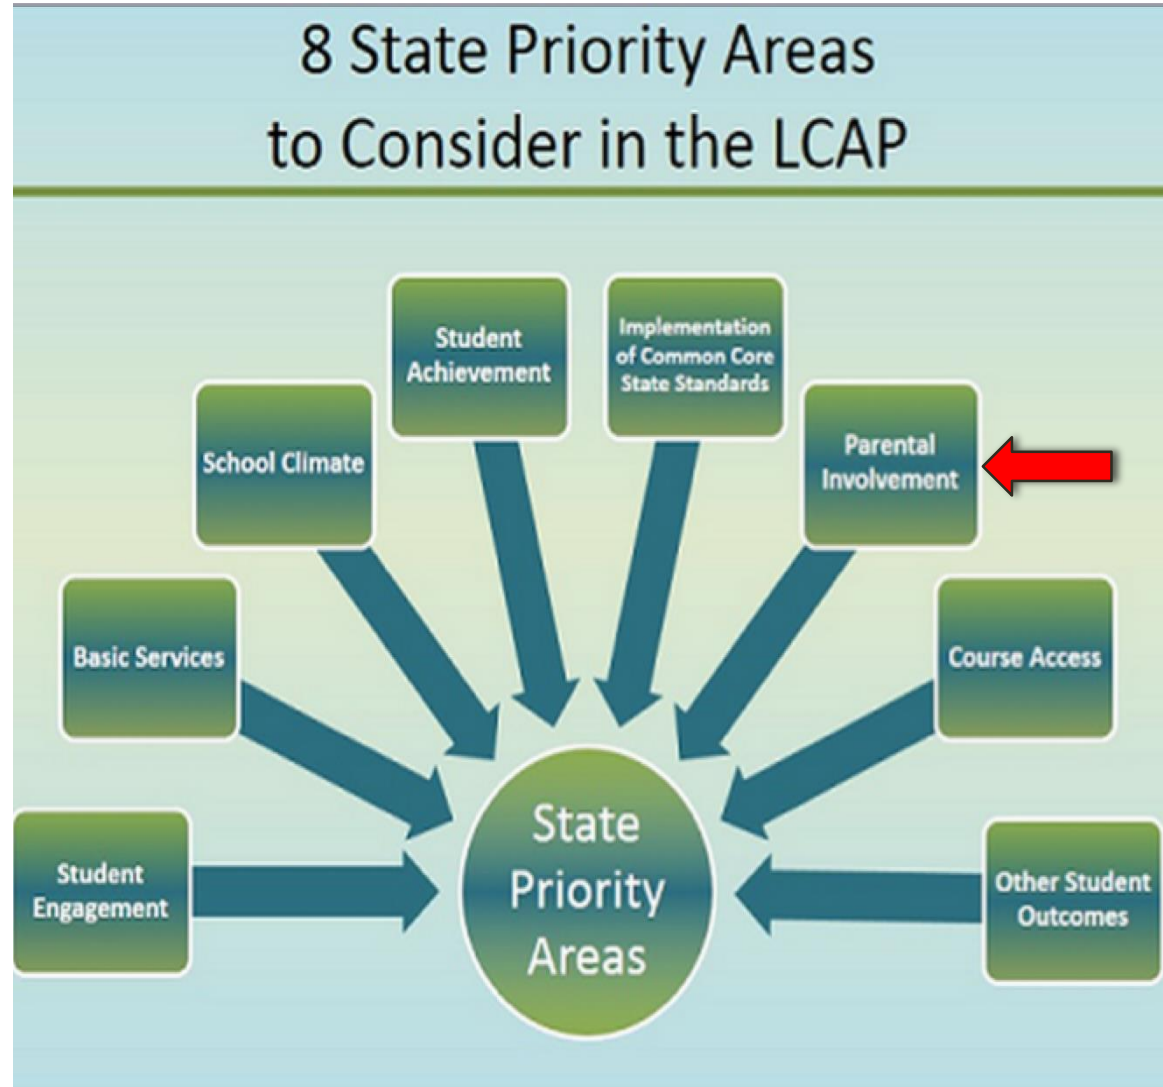 8 State Priority Areas
to Consider in the LCAP
Student
Achievement
Implementation
of Common Core
State Standards
School Climate
Parental
Involvement
Basic Services
Course Access
Student
Engagement
State
Priority
Areas
Other Student
Outcomes